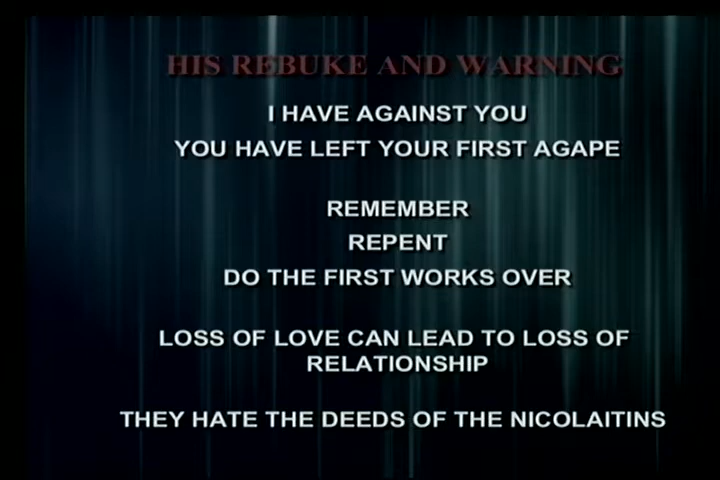 HIS REBUKE AND WARNING
I HAVE AGAINST YOU
YOU HAVE LEFT YOUR FIRST AGAPE
REMEMBER
REPENT
DO THE FIRST WORKS OVER
LOSS OF LOVE CAN LEAD TO LOSS OF
RELATIONSHIP
THEY HATE THE DEEDS OF THE NICOLAITINS